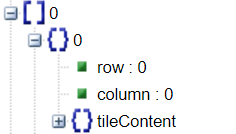 [] 0
{} 0
row : 0
column : 0
{} tileContent